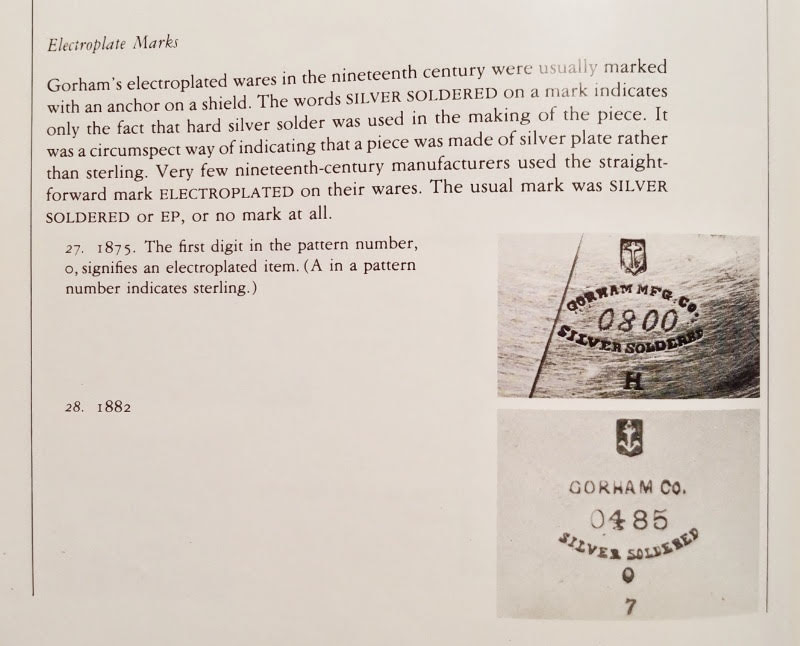 Electroplate Marks
Gorham's electroplated wares in the nineteenth century were usually marked
with an anchor on a shield. The words SILVER SOLDERED on a mark indicates
only the fact that hard silver solder was used in the making of the piece. It
was a circumspect way of indicating that a piece was made of silver plate rather
than sterling. Very few nineteenth-century manufacturers used the straight-
forward mark ELECTROPLATED on their wares. The usual mark was SILVER
SOLDERED or EP, or no mark at all.
27. 1875. The first digit in the pattern number,
0, signifies an electroplated item. (A in a pattern
number indicates sterling.)
GORHAM MFG. CO.
0800
SILVER SOLDERED
H
28. 1882
GORHAM CO.
0485
SILVER SOLDERED
0
7